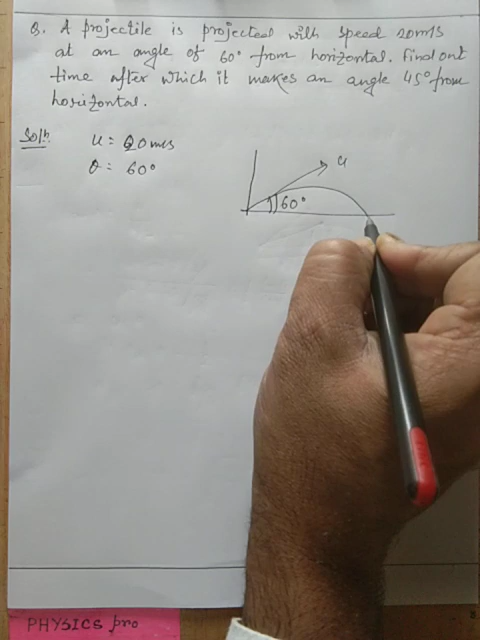 Q. A projectile is projected with speed 20m/s
at an angle of 60° from horizontal. Find out
time after which it makes an angle 45° from
horizontal.
Solⁿ.
u = 20m/s
θ = 60°
u
60°
PHYSICS pro